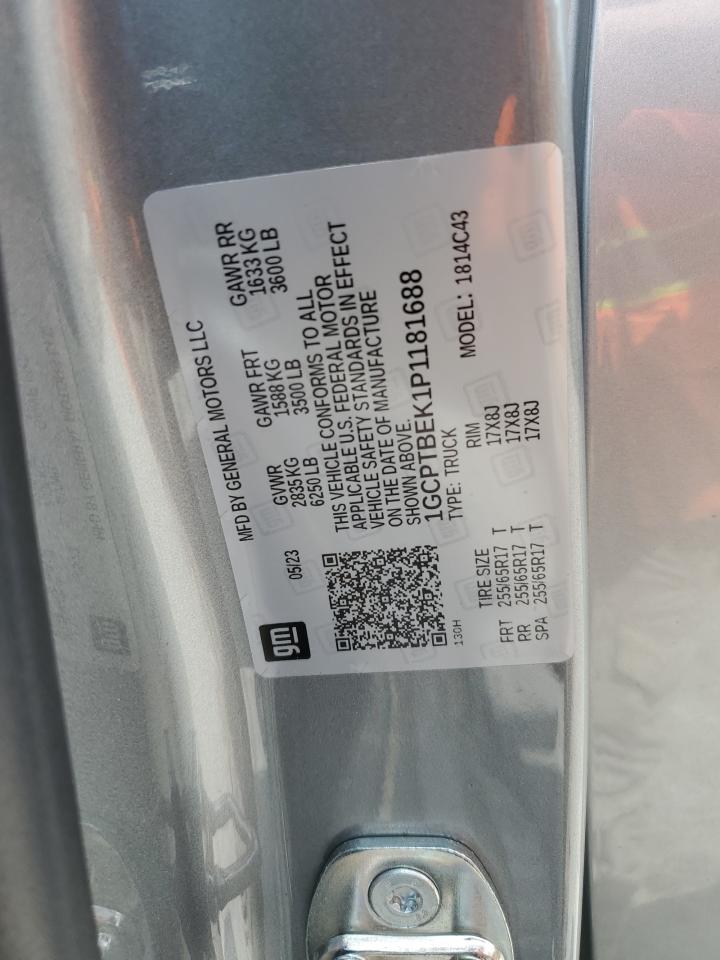 gm
MFD BY GENERAL MOTORS LLC
05/23
GVWR GAWR FRT GAWR RR
2835 KG 1588 KG 1633 KG
6250 LB 3500 LB 3600 LB
THIS VEHICLE CONFORMS TO ALL
APPLICABLE U.S. FEDERAL MOTOR
VEHICLE SAFETY STANDARDS IN EFFECT
ON THE DATE OF MANUFACTURE
SHOWN ABOVE.
1GCPTBEK1P1181688
TYPE: TRUCK MODEL: 1814C43
130H
TIRE SIZE RIM
FRT 255/65R17 T 17X8J
RR 255/65R17 T 17X8J
SPA 255/65R17 T 17X8J